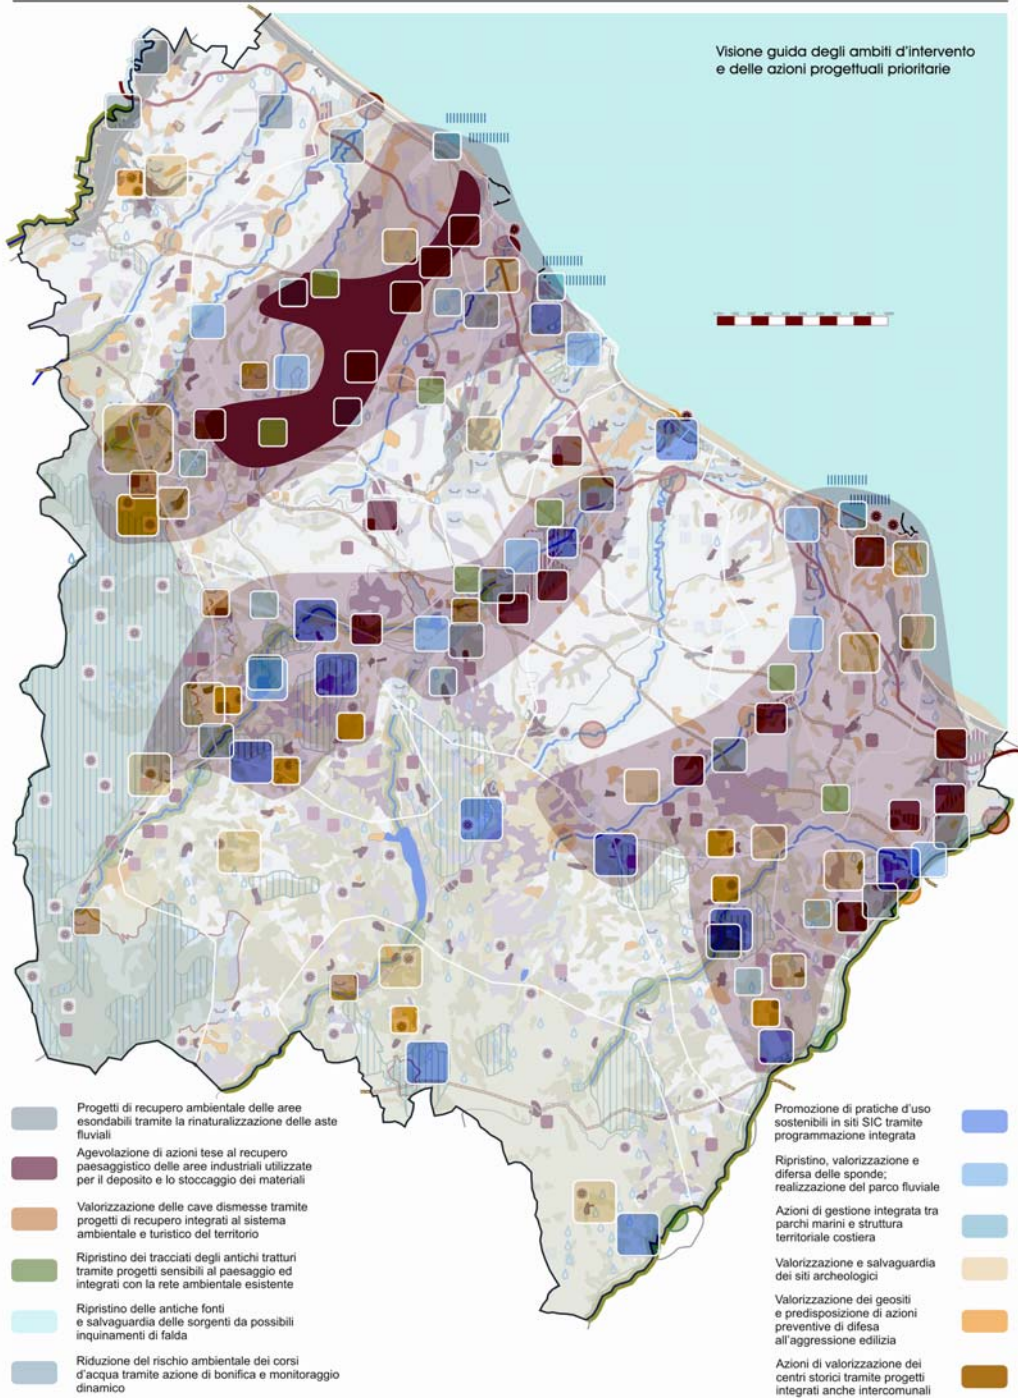 Visione guida degli ambiti d'intervento
e delle azioni progettuali prioritarie
Progetti di recupero ambientale delle aree
esondabili tramite la rinaturalizzazione delle aste
fluviali
Agevolazione di azioni tese al recupero
paesaggistico delle aree industriali utilizzate
per il deposito e lo stoccaggio dei materiali
Valorizzazione delle cave dismesse tramite
progetti di recupero integrati al sistema
ambientale e turistico del territorio
Ripristino dei tracciati degli antichi tratturi
tramite progetti sensibili al paesaggio ed
integrati con la rete ambientale esistente
Ripristino delle antiche fonti
e salvaguardia delle sorgenti da possibili
inquinamenti di falda
Riduzione del rischio ambientale dei corsi
d'acqua tramite azione di bonifica e monitoraggio
dinamico
Promozione di pratiche d'uso
sostenibili in siti SIC tramite
programmazione integrata
Ripristino, valorizzazione e
difersa delle sponde;
realizzazione del parco fluviale
Azioni di gestione integrata tra
parchi marini e struttura
territoriale costiera
Valorizzazione e salvaguardia
dei siti archeologici
Valorizzazione dei geositi
e predisposizione di azioni
preventive di difesa
all'aggressione edilizia
Azioni di valorizzazione dei
centri storici tramite progetti
integrati anche intercomunali